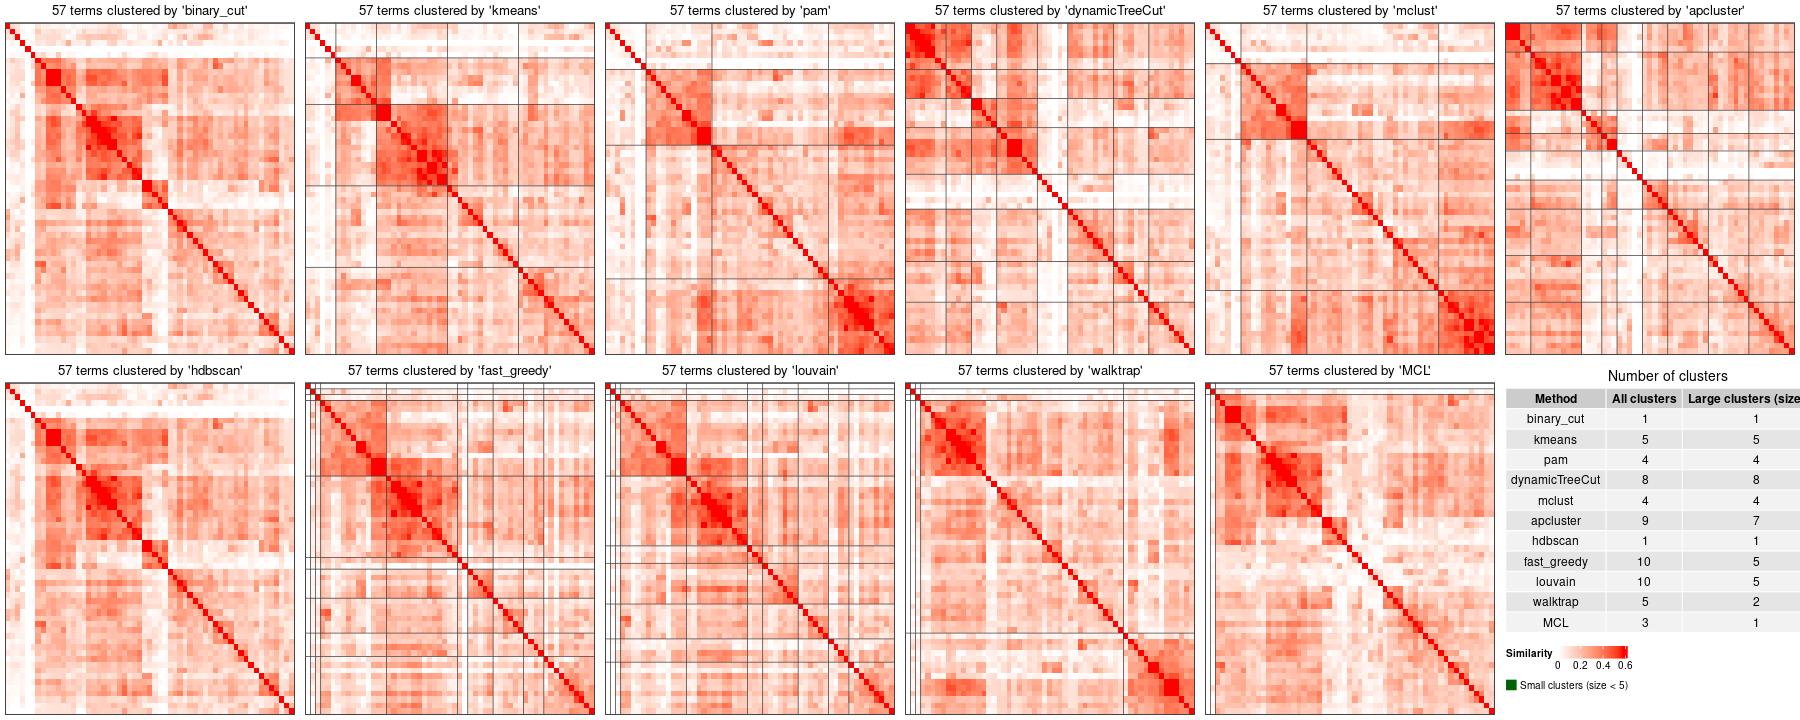 57 terms clustered by 'binary_cut'
57 terms clustered by 'kmeans'
57 terms clustered by 'pam'
57 terms clustered by 'dynamicTreeCut'
57 terms clustered by 'mclust'
57 terms clustered by 'apcluster'
57 terms clustered by 'hdbscan'
57 terms clustered by 'fast_greedy'
57 terms clustered by 'louvain'
57 terms clustered by 'walktrap'
57 terms clustered by 'MCL'
Number of clusters
Method All clusters Large clusters (size
binary_cut 1 1
kmeans 5 5
pam 4 4
dynamicTreeCut 8 8
mclust 4 4
apcluster 9 7
hdbscan 1 1
fast_greedy 10 5
louvain 10 5
walktrap 5 2
MCL 3 1
Similarity
0 0.2 0.4 0.6
Small clusters (size < 5)